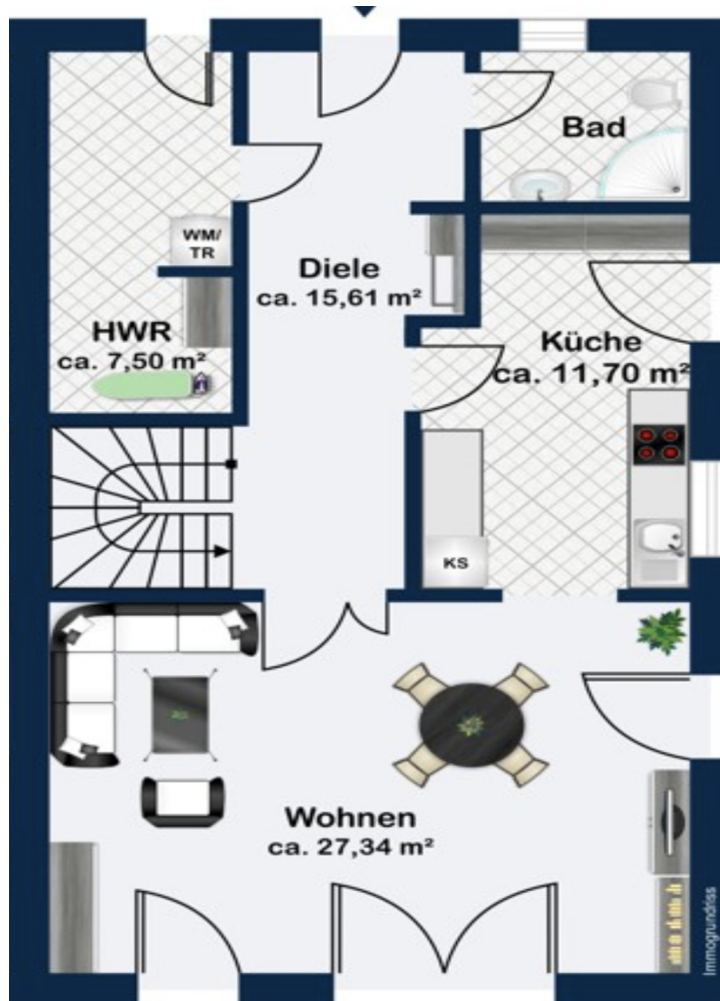 Bad
WM/
TR
Diele
ca. 15,61 m²
HWR
ca. 7,50 m²
Küche
ca. 11,70 m²
KS
Wohnen
ca. 27,34 m²
Immogrundriss